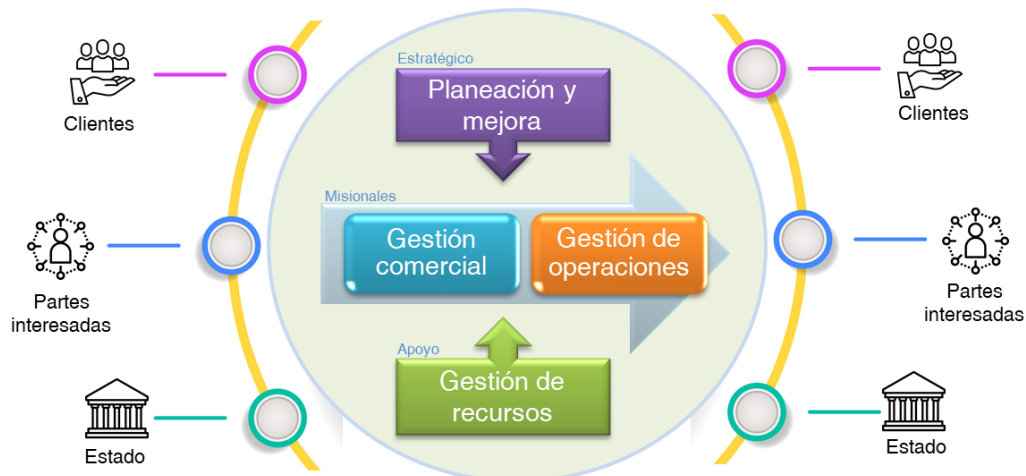 Estratégico
Planeación y
mejora
Clientes
Clientes
Misionales
Gestión
comercial
Gestión de
operaciones
Partes
interesadas
Partes
interesadas
Apoyo
Gestión de
recursos
Estado
Estado